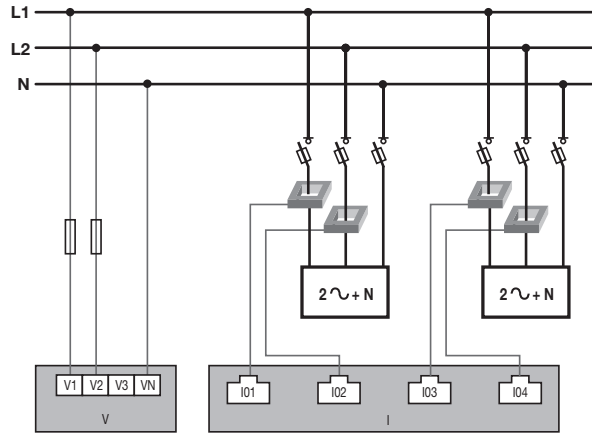 L1
L2
N
2 ∿ + N
2 ∿ + N
V1 V2 V3 VN
I01 I02 I03 I04
V
I